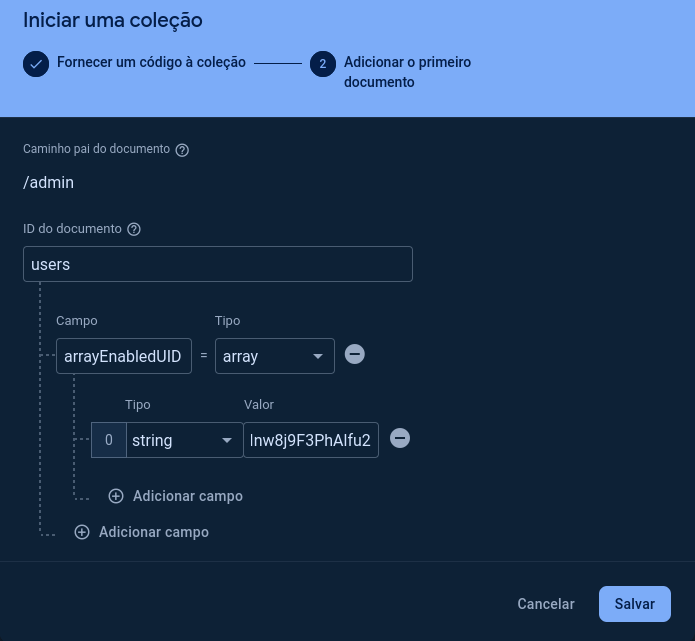 Iniciar uma coleção
Fornecer um código à coleção
2
Adicionar o primeiro
documento
Caminho pai do documento
/admin
ID do documento
users
Campo
Tipo
arrayEnabledUID
=
array
Tipo
Valor
0
string
lnw8j9F3PhAlfu2
Adicionar campo
Adicionar campo
Cancelar
Salvar